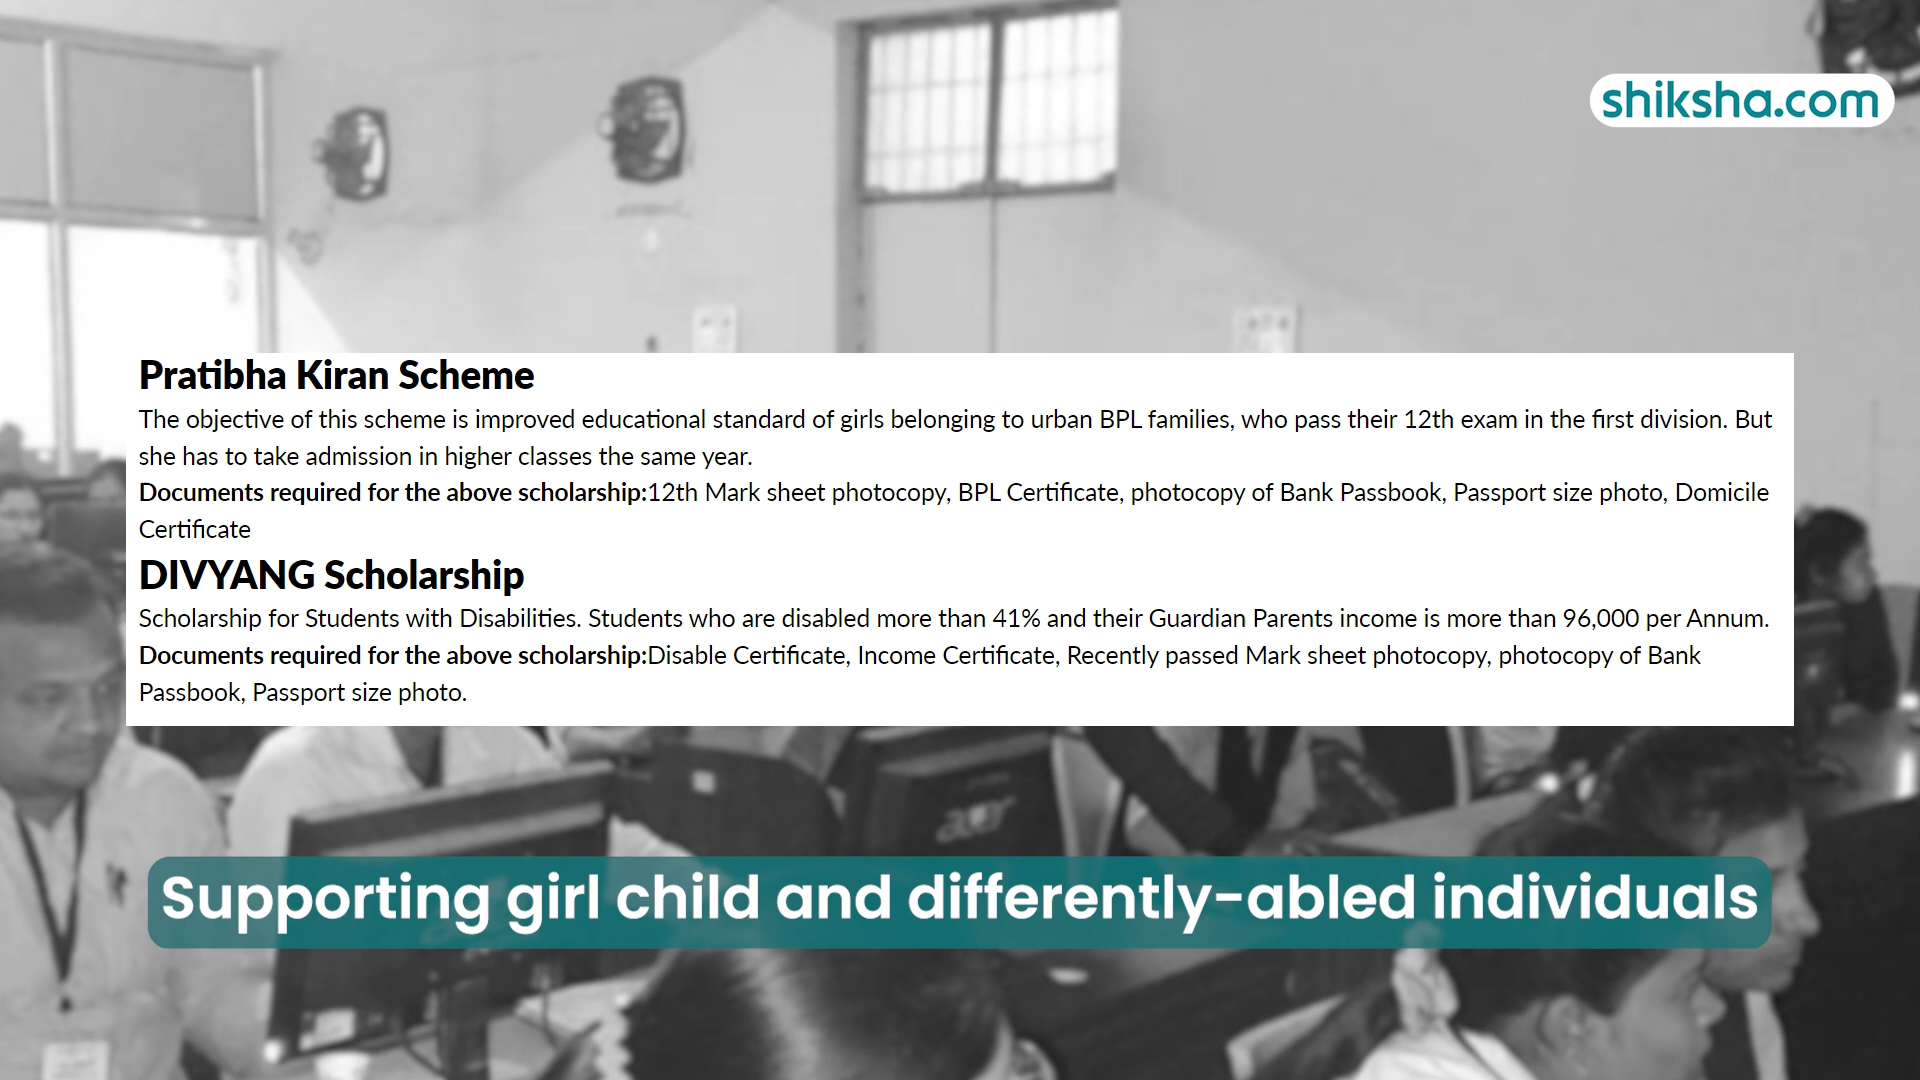 shiksha.com
Pratibha Kiran Scheme
The objective of this scheme is improved educational standard of girls belonging to urban BPL families, who pass their 12th exam in the first division. But
she has to take admission in higher classes the same year.
Documents required for the above scholarship:12th Mark sheet photocopy, BPL Certificate, photocopy of Bank Passbook, Passport size photo, Domicile
Certificate
DIVYANG Scholarship
Scholarship for Students with Disabilities. Students who are disabled more than 41% and their Guardian Parents income is more than 96,000 per Annum.
Documents required for the above scholarship:Disable Certificate, Income Certificate, Recently passed Mark sheet photocopy, photocopy of Bank
Passbook, Passport size photo.
acer
Supporting girl child and differently-abled individuals